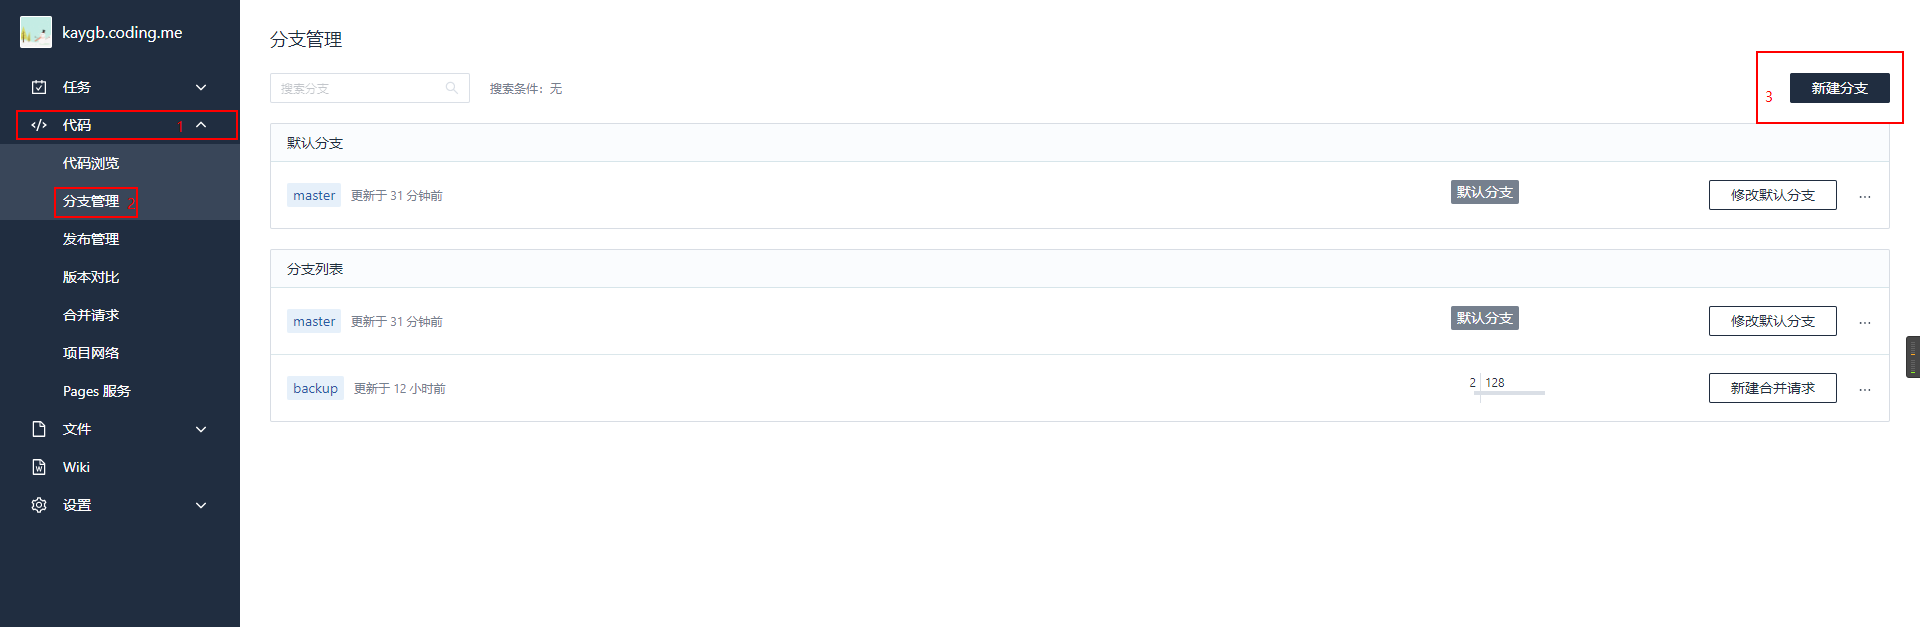 kaygb.coding.me
任务
代码 1
代码浏览
分支管理 2
发布管理
版本对比
合并请求
项目网络
Pages 服务
文件
Wiki
设置
分支管理
搜索分支 搜索条件：无
3 新建分支
默认分支
master 更新于 31 分钟前 默认分支 修改默认分支 ...
分支列表
master 更新于 31 分钟前 默认分支 修改默认分支 ...
backup 更新于 12 小时前 2 128 新建合并请求 ...